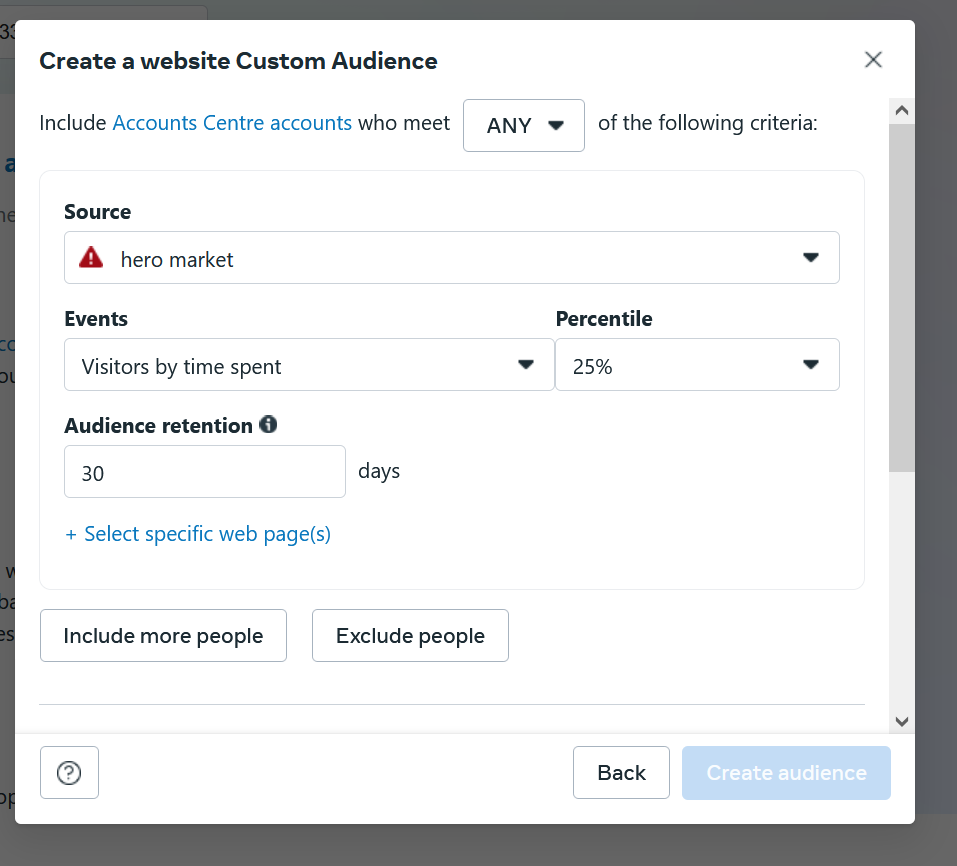 33
Create a website Custom Audience
Include Accounts Centre accounts who meet ANY of the following criteria:
Source
hero market
Events Percentile
Visitors by time spent 25%
Audience retention
30 days
+ Select specific web page(s)
Include more people Exclude people
Back Create audience